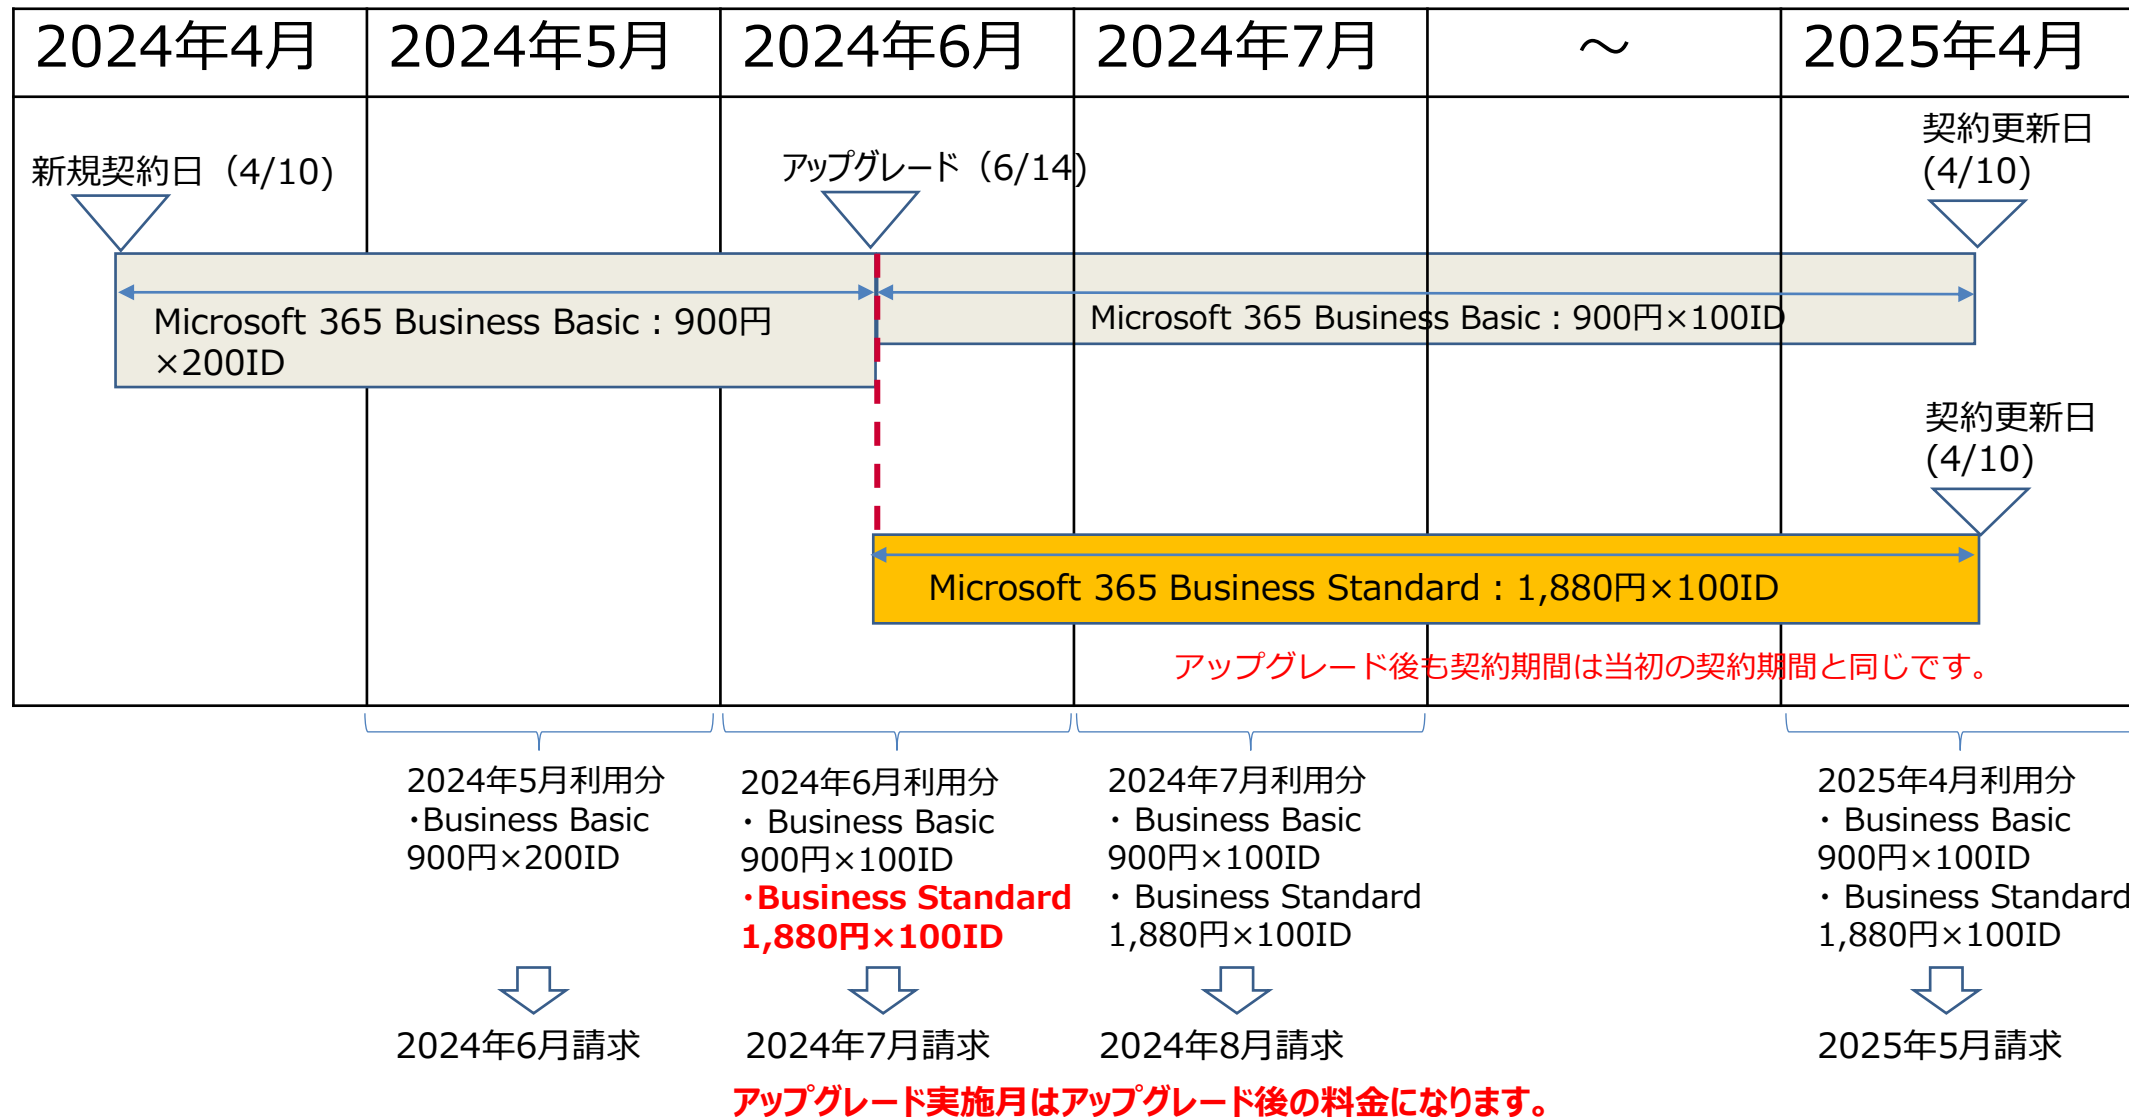 2024年4月
2024年5月
2024年6月
2024年7月
～
2025年4月
新規契約日（4/10)
アップグレード（6/14)
契約更新日
(4/10)
Microsoft 365 Business Basic：900円
×200ID
Microsoft 365 Business Basic：900円×100ID
契約更新日
(4/10)
Microsoft 365 Business Standard：1,880円×100ID
アップグレード後も契約期間は当初の契約期間と同じです。
2024年5月利用分
・Business Basic
900円×200ID
2024年6月請求
2024年6月利用分
・ Business Basic
900円×100ID
・Business Standard
1,880円×100ID
2024年7月請求
2024年7月利用分
・ Business Basic
900円×100ID
・ Business Standard
1,880円×100ID
2024年8月請求
2025年4月利用分
・ Business Basic
900円×100ID
・ Business Standard
1,880円×100ID
2025年5月請求
アップグレード実施月はアップグレード後の料金になります。